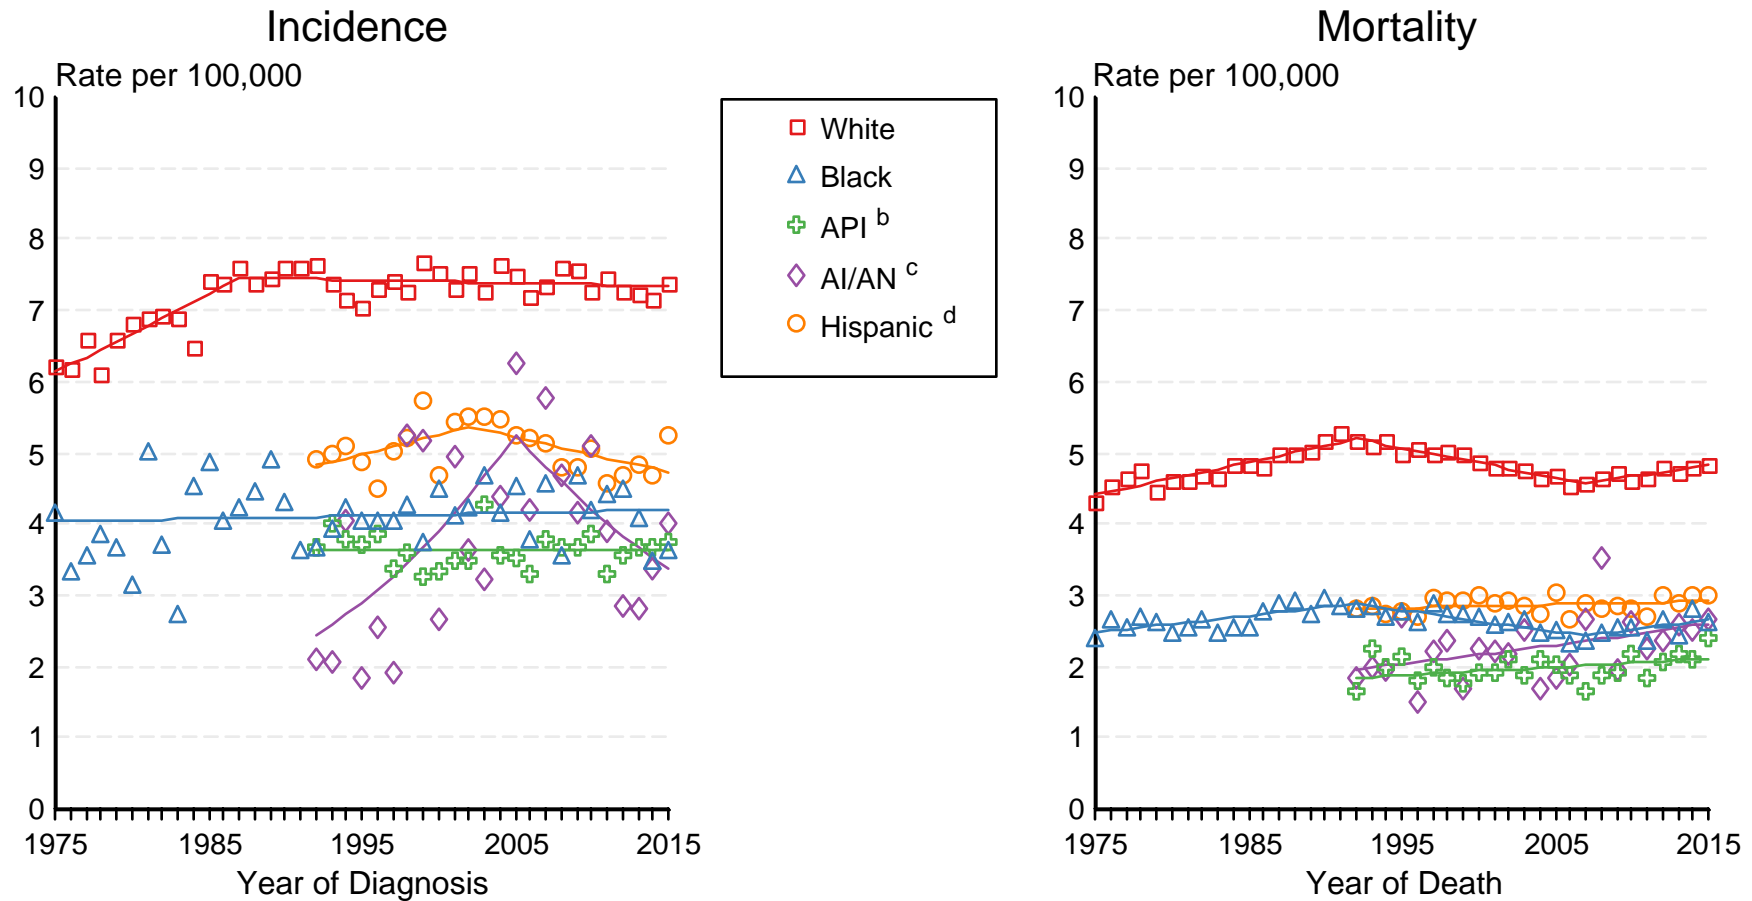 Incidence
Mortality
Rate per 100,000
Rate per 100,000
10
9
8
7
6
5
4
3
2
1
0
1975
1985
1995
2005
2015
Year of Diagnosis
White
Black
API b
AI/AN c
Hispanic d
10
9
8
7
6
5
4
3
2
1
0
1975
1985
1995
2005
2015
Year of Death